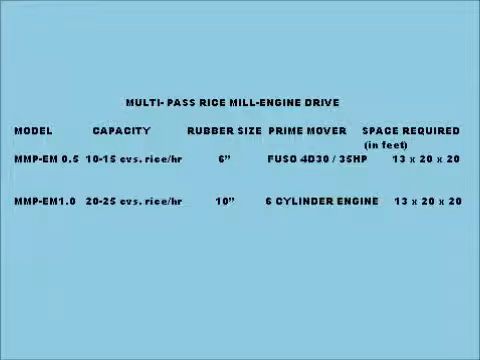 MULTI- PASS RICE MILL-ENGINE DRIVE
MODEL CAPACITY RUBBER SIZE PRIME MOVER SPACE REQUIRED
(in feet)
MMP-EM 0.5 10-15 cvs. rice/hr 6” FUSO 4D30 / 35HP 13 x 20 x 20
MMP-EM1.0 20-25 cvs. rice/hr 10” 6 CYLINDER ENGINE 13 x 20 x 20